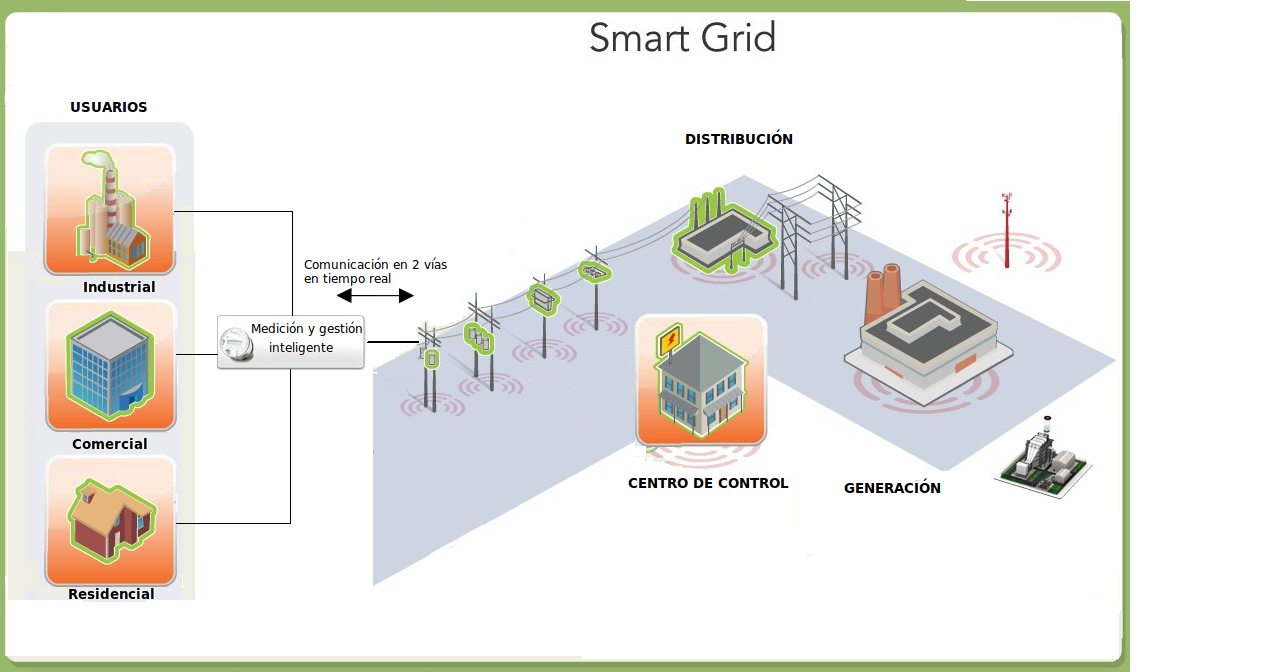 Smart Grid
USUARIOS
DISTRIBUCIÓN
Industrial
Comunicación en 2 vías
en tiempo real
Medición y gestión
inteligente
Comercial
CENTRO DE CONTROL
GENERACIÓN
Residencial